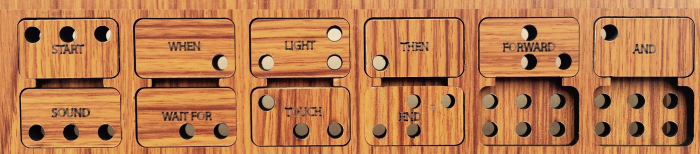 START WHEN LIGHT THEN FORWARD AND
SOUND WAIT FOR TOUCH END